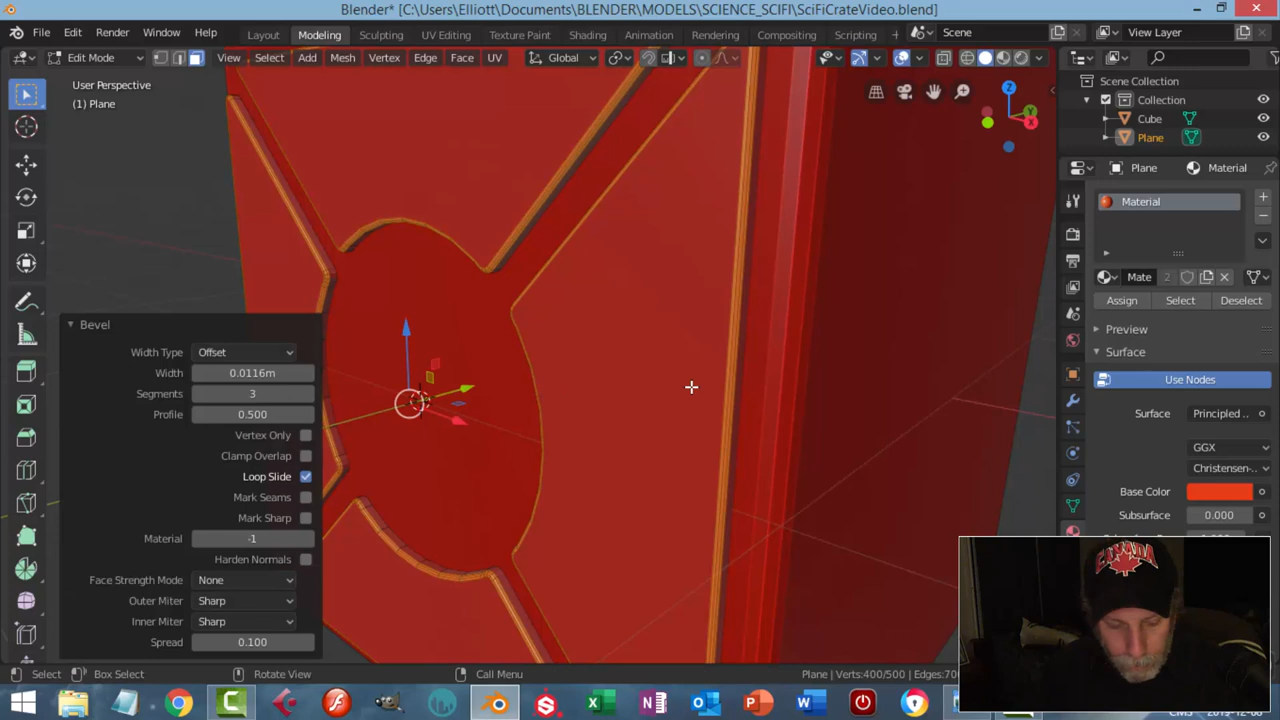 Blender* [C:\Users\Elliott\Documents\BLENDER\MODELS\SCIENCE_SCIFI\SciFiCrateVideo.blend]
File Edit Render Window Help Layout Modeling Sculpting UV Editing Texture Paint Shading Animation Rendering Compositing Scripting Scene View Layer
Edit Mode View Select Add Mesh Vertex Edge Face UV Global
User Perspective
(1) Plane
Scene Collection
Collection
Cube
Plane
Plane Material
Material
Mate 2
Assign Select Deselect
Preview
Surface
Use Nodes
Surface Principled ..
GGX
Christensen-..
Base Color
Subsurface 0.000
Bevel
Width Type Offset
Width 0.0116m
Segments 3
Profile 0.500
Vertex Only
Clamp Overlap
Loop Slide
Mark Seams
Mark Sharp
Material -1
Harden Normals
Face Strength Mode None
Outer Miter Sharp
Inner Miter Sharp
Spread 0.100
X
Y
Z
CANADA
Select Box Select Rotate View Call Menu Plane | Verts:400/500 | Edges:70